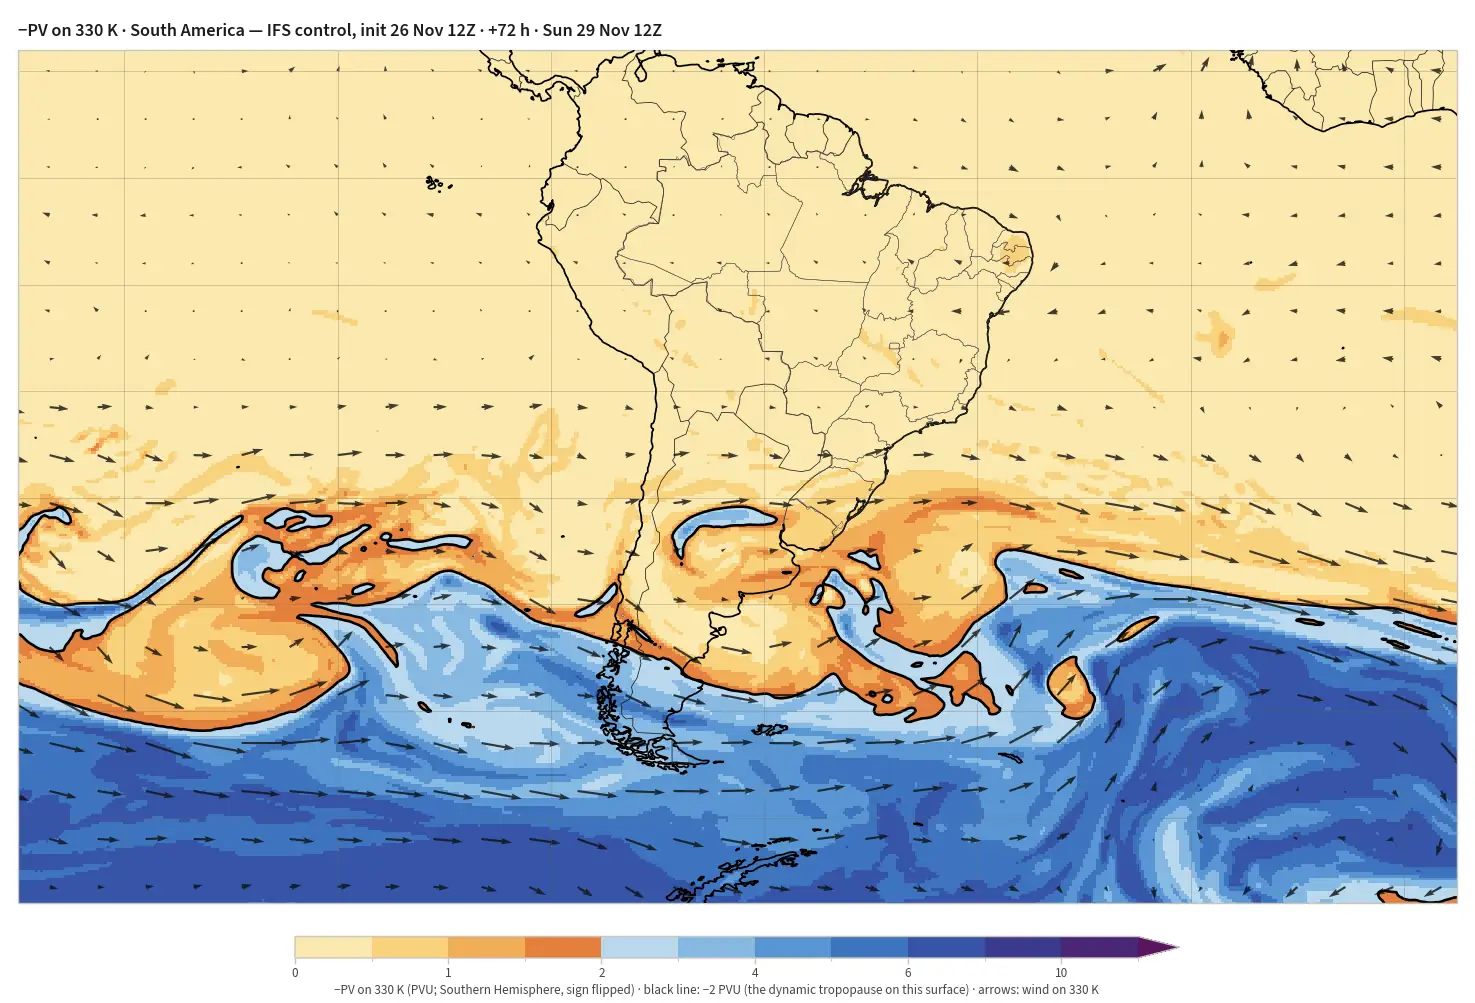 −PV on 330 K · South America — IFS control, init 26 Nov 12Z · +72 h · Sun 29 Nov 12Z
0 1 2 4 6 10
−PV on 330 K (PVU; Southern Hemisphere, sign flipped) · black line: −2 PVU (the dynamic tropopause on this surface) · arrows: wind on 330 K